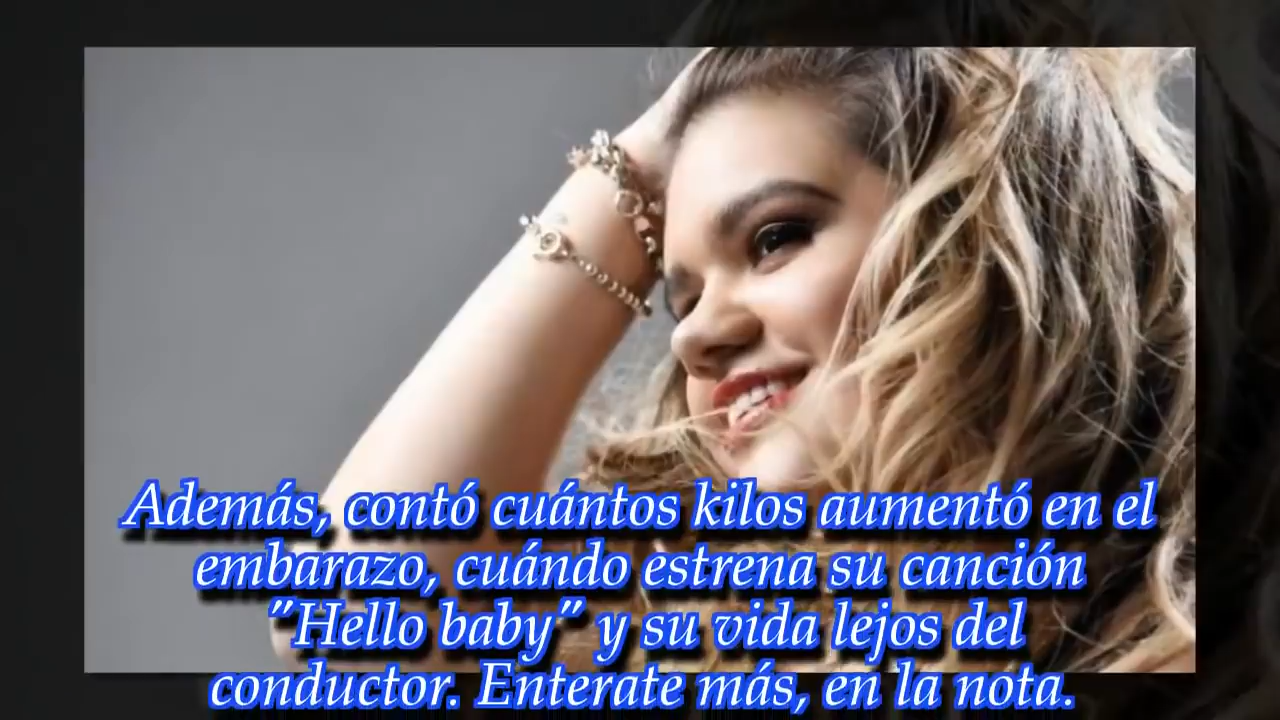 Además, contó cuántos kilos aumentó en el
embarazo, cuándo estrena su canción
"Hello baby" y su vida lejos del
conductor. Enterate más, en la nota.